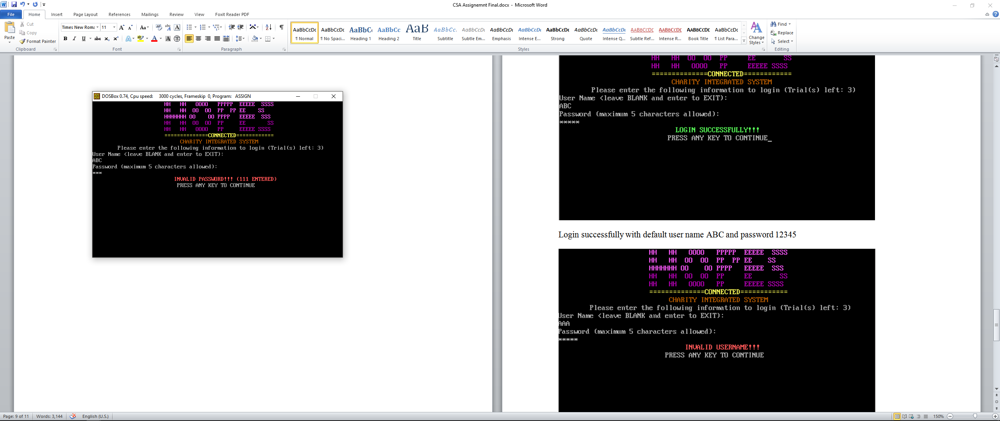 CSA Assignemnt Final.docx - Microsoft Word
File Home Insert Page Layout References Mailings Review View Foxit Reader PDF
Paste
Cut
Copy
Format Painter
Clipboard
Times New Roma 11
Font
Paragraph
AaBbCcDc ¶ Normal
AaBbCcDc ¶ No Spaci...
AaBbC Heading 1
AaBbCc Heading 2
AaB Title
AaBbCc. Subtitle
AaBbCcDc Subtle Em...
AaBbCcDc Emphasis
AaBbCcDc Intense E...
AaBbCcDc Strong
AaBbCcDc Quote
AaBbCcDc Intense Q...
AaBbCcDc Subtle Ref...
AaBbCcDc Intense R...
AaBbCcDc Book Title
AaBbCcDc ¶ List Para...
Change Styles
Styles
Find
Replace
Select
Editing
DOSBox 0.74, Cpu speed: 3000 cycles, Frameskip 0, Program: ASSIGN
HH   HH   OOOO   PPPPP  EEEEE  SSSS
HH   HH  OO  OO  PP  PP EE    SS
HHHHHHH OO    OO PPPP   EEEEE  SSS
HH   HH  OO  OO  PP     EE       SS
HH   HH   OOOO   PP     EEEEE SSSS
==============CONNECTED============
CHARITY INTEGRATED SYSTEM
Please enter the following information to login (Trial(s) left: 3)
User Name <leave BLANK and enter to EXIT):
ABC
Password (maximum 5 characters allowed):
***
INVALID PASSWORD!!! (111 ENTERED)
PRESS ANY KEY TO CONTINUE
HH   HH  OO  OO  PP     EE       SS
HH   HH   OOOO   PP     EEEEE SSSS
==============CONNECTED============
CHARITY INTEGRATED SYSTEM
Please enter the following information to login (Trial(s) left: 3)
User Name <leave BLANK and enter to EXIT):
ABC
Password (maximum 5 characters allowed):
*****
LOGIN SUCCESSFULLY!!!
PRESS ANY KEY TO CONTINUE_
Login successfully with default user name ABC and password 12345
HH   HH   OOOO   PPPPP  EEEEE  SSSS
HH   HH  OO  OO  PP  PP EE    SS
HHHHHHH OO    OO PPPP   EEEEE  SSS
HH   HH  OO  OO  PP     EE       SS
HH   HH   OOOO   PP     EEEEE SSSS
==============CONNECTED============
CHARITY INTEGRATED SYSTEM
Please enter the following information to login (Trial(s) left: 3)
User Name <leave BLANK and enter to EXIT):
AAA
Password (maximum 5 characters allowed):
*****
INVALID USERNAME!!!
PRESS ANY KEY TO CONTINUE
Page: 9 of 11 Words: 3,144 English (U.S.) 150%